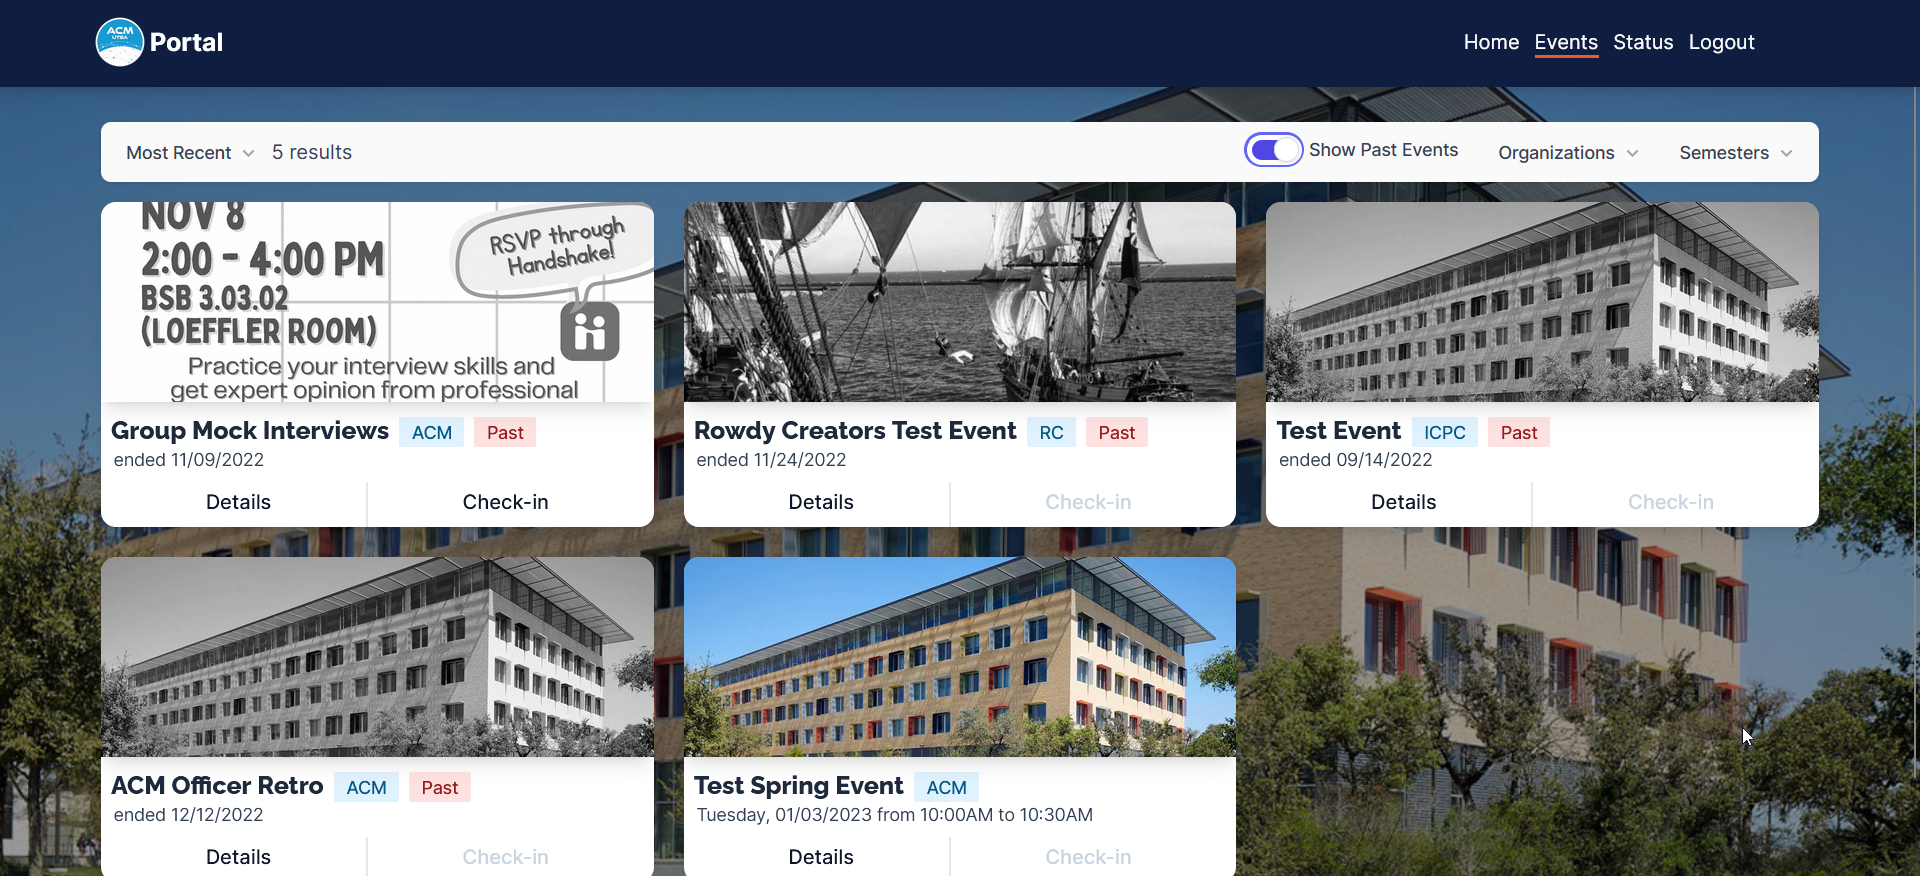 ACM
UTSA
Portal
Home Events Status Logout
Most Recent 5 results
Show Past Events Organizations Semesters
NOV 8
2:00 - 4:00 PM
BSB 3.03.02
(LOEFFLER ROOM)
RSVP through
Handshake!
Practice your interview skills and
get expert opinion from professional
Group Mock Interviews ACM Past
ended 11/09/2022
Details Check-in
Rowdy Creators Test Event RC Past
ended 11/24/2022
Details Check-in
Test Event ICPC Past
ended 09/14/2022
Details Check-in
ACM Officer Retro ACM Past
ended 12/12/2022
Details Check-in
Test Spring Event ACM
Tuesday, 01/03/2023 from 10:00AM to 10:30AM
Details Check-in